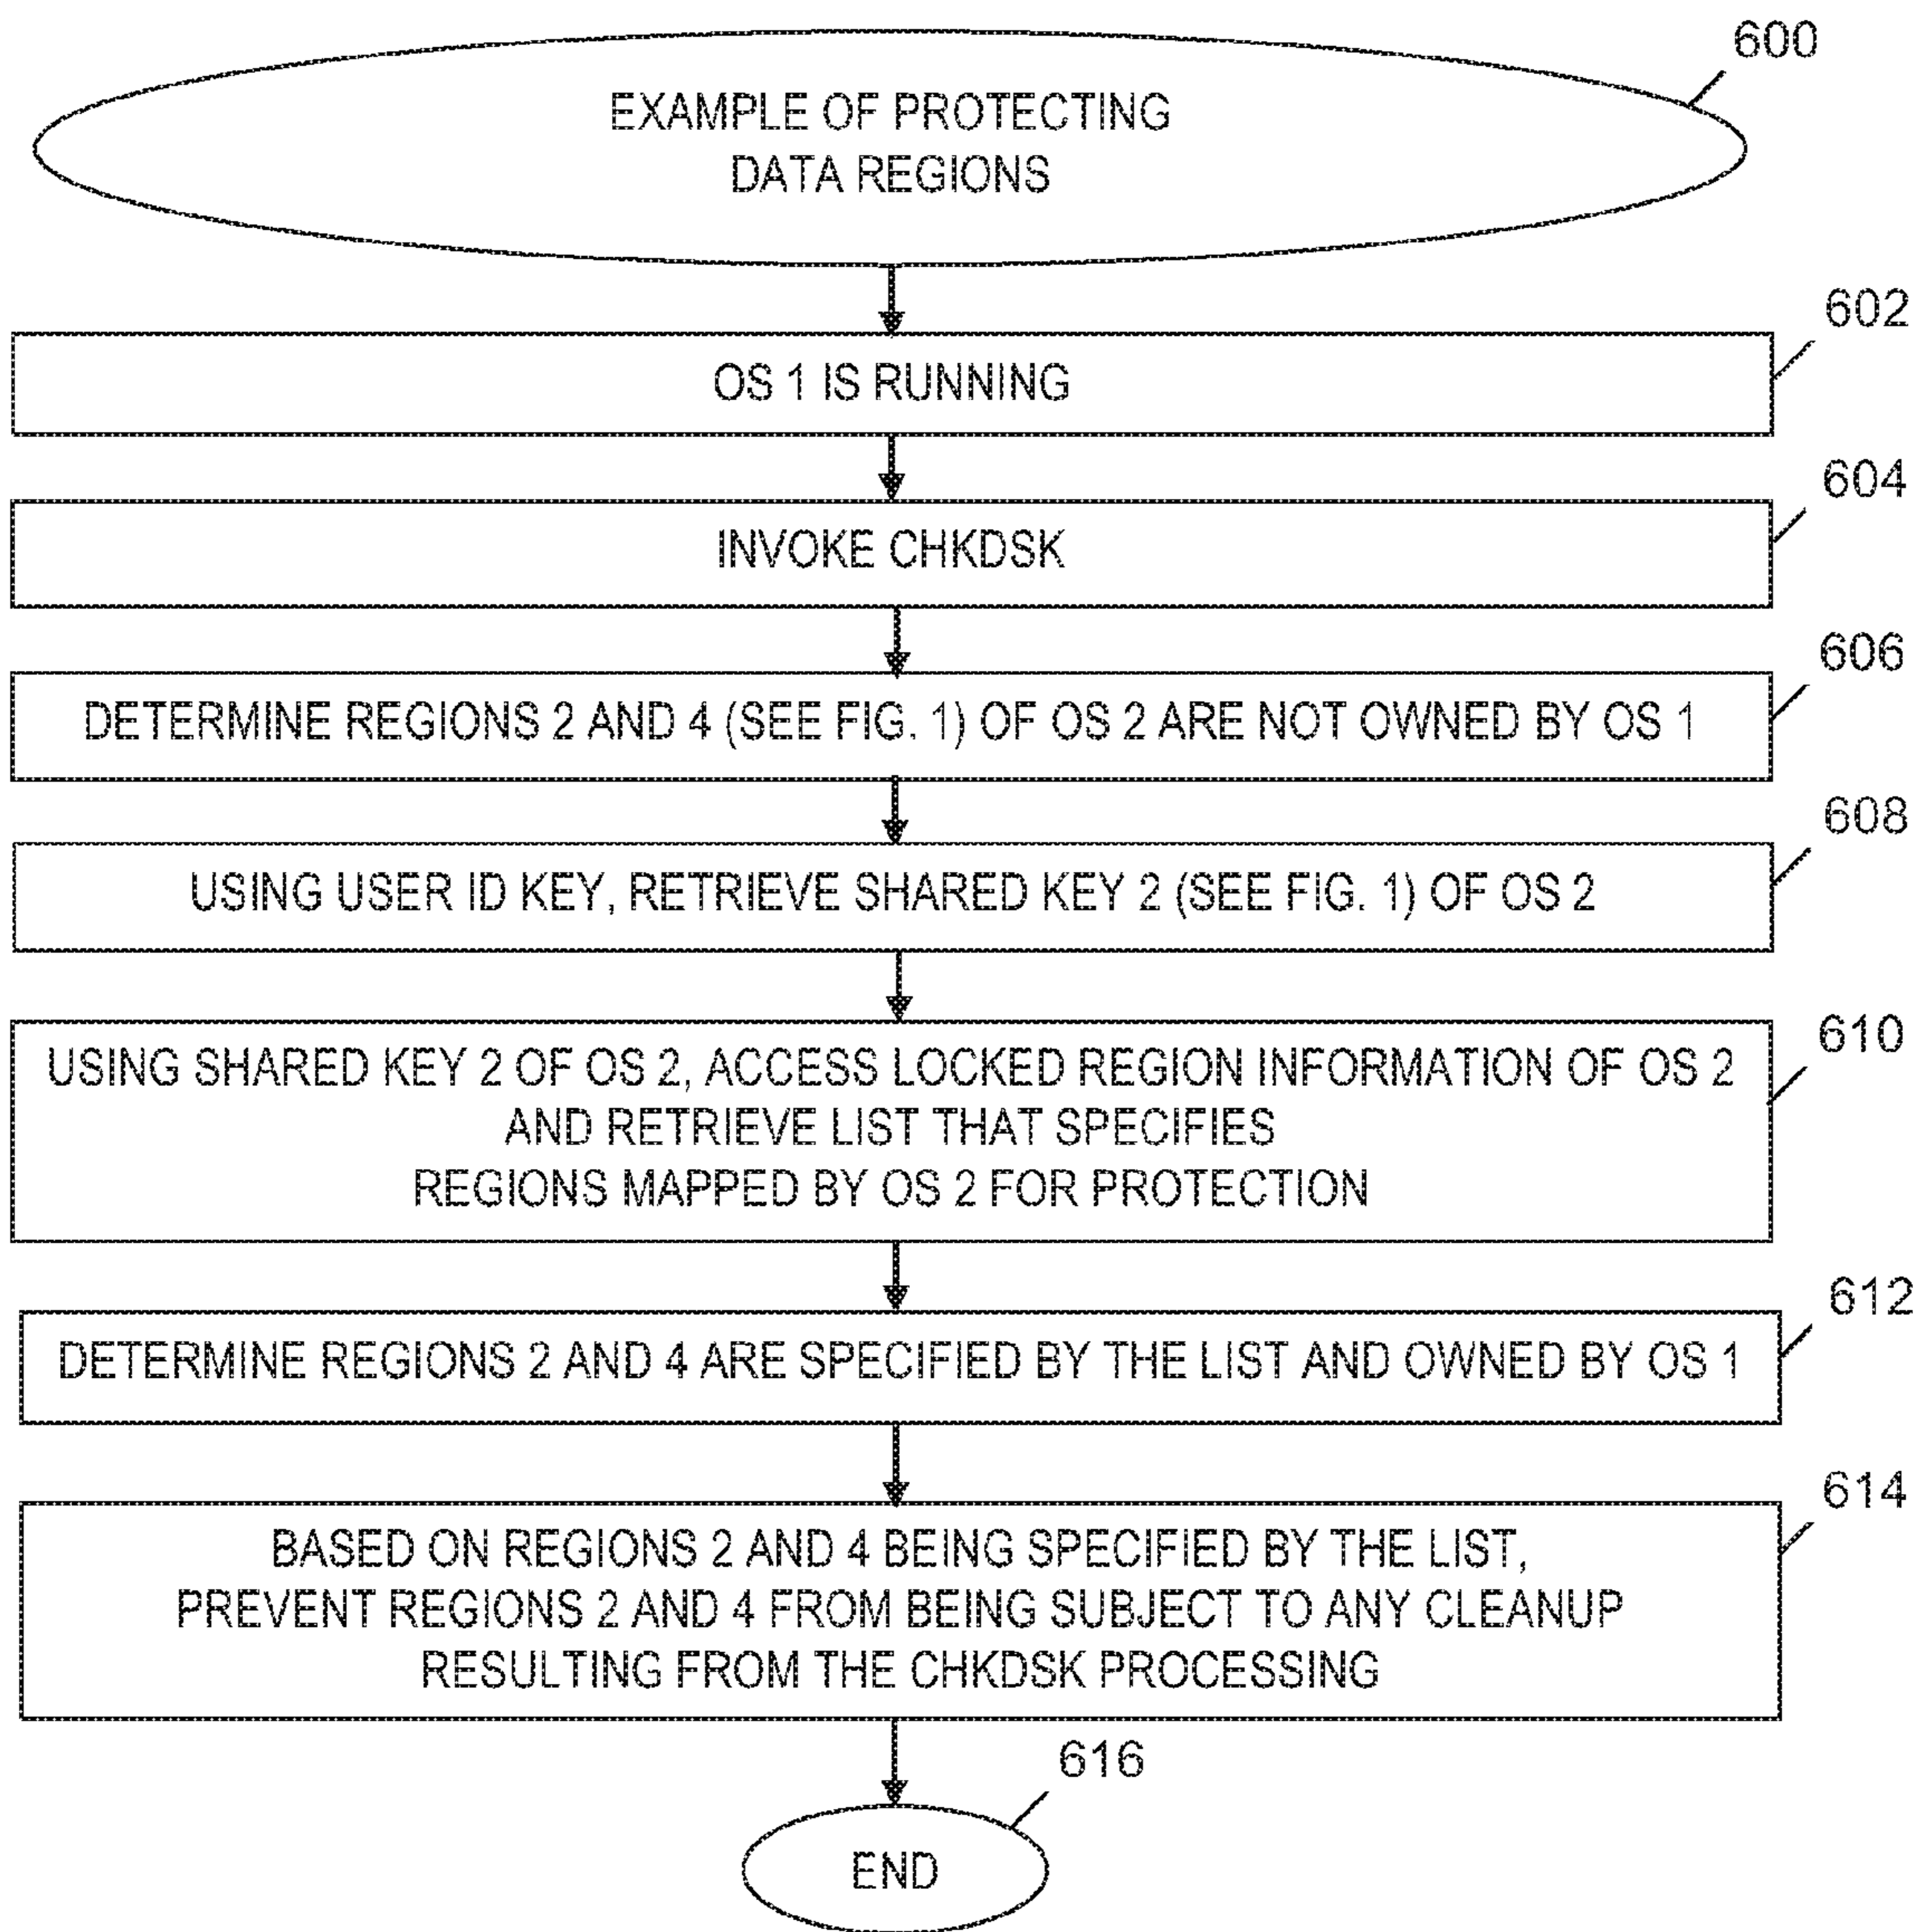 600
EXAMPLE OF PROTECTING
DATA REGIONS
602
OS 1 IS RUNNING
604
INVOKE CHKDSK
606
DETERMINE REGIONS 2 AND 4 (SEE FIG. 1) OF OS 2 ARE NOT OWNED BY OS 1
608
USING USER ID KEY, RETRIEVE SHARED KEY 2 (SEE FIG. 1) OF OS 2
610
USING SHARED KEY 2 OF OS 2, ACCESS LOCKED REGION INFORMATION OF OS 2
AND RETRIEVE LIST THAT SPECIFIES
REGIONS MAPPED BY OS 2 FOR PROTECTION
612
DETERMINE REGIONS 2 AND 4 ARE SPECIFIED BY THE LIST AND OWNED BY OS 1
614
BASED ON REGIONS 2 AND 4 BEING SPECIFIED BY THE LIST,
PREVENT REGIONS 2 AND 4 FROM BEING SUBJECT TO ANY CLEANUP
RESULTING FROM THE CHKDSK PROCESSING
616
END